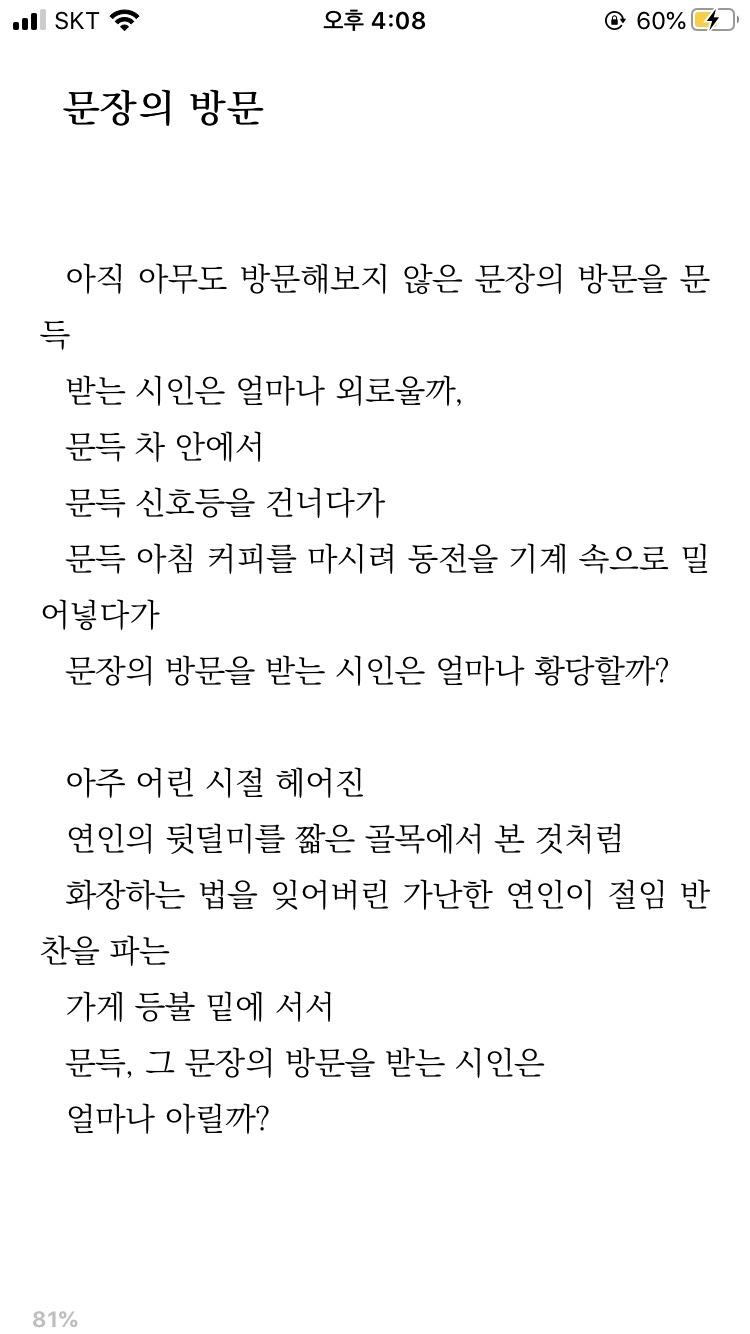 SKT 오후 4:08 60%
문장의 방문
아직 아무도 방문해보지 않은 문장의 방문을 문
득
받는 시인은 얼마나 외로울까,
문득 차 안에서
문득 신호등을 건너다가
문득 아침 커피를 마시려 동전을 기계 속으로 밀
어넣다가
문장의 방문을 받는 시인은 얼마나 황당할까?
아주 어린 시절 헤어진
연인의 뒷덜미를 짧은 골목에서 본 것처럼
화장하는 법을 잊어버린 가난한 연인이 절임 반
찬을 파는
가게 등불 밑에 서서
문득, 그 문장의 방문을 받는 시인은
얼마나 아릴까?
81%